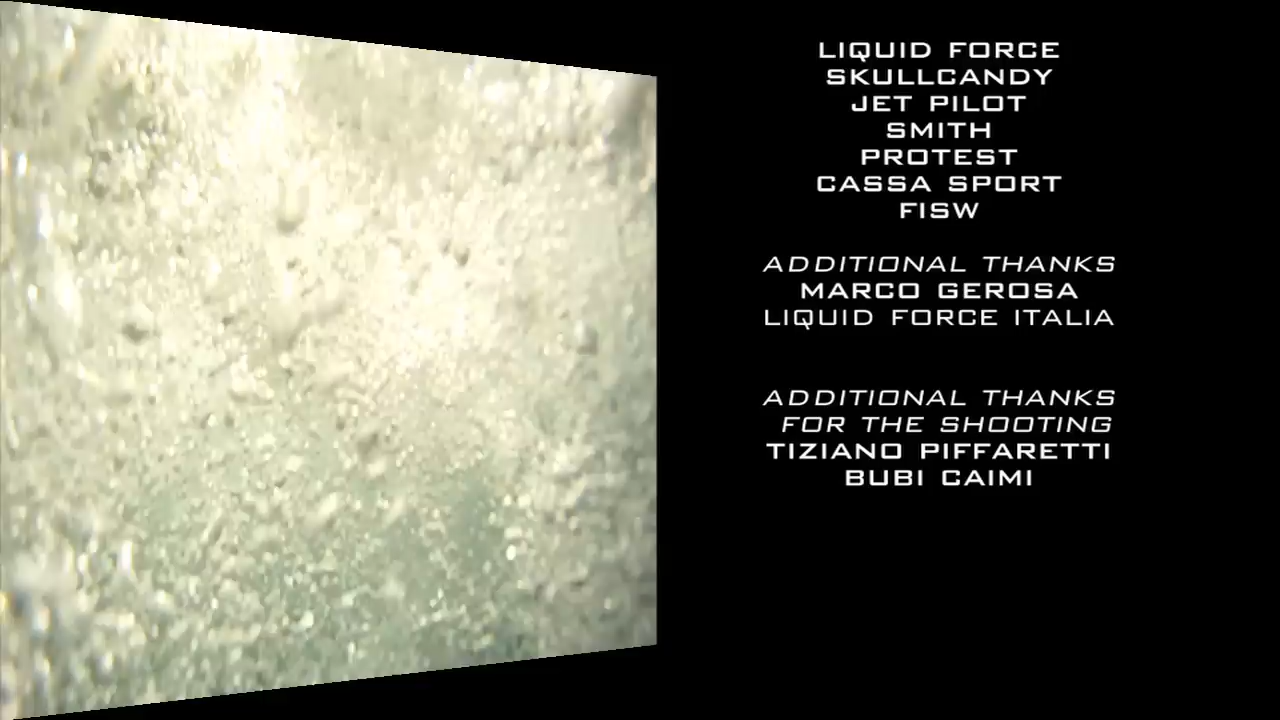 LIQUID FORCE
SKULLCANDY
JET PILOT
SMITH
PROTEST
CASSA SPORT
FISW
ADDITIONAL THANKS
MARCO GEROSA
LIQUID FORCE ITALIA
ADDITIONAL THANKS
FOR THE SHOOTING
TIZIANO PIFFARETTI
BUBI CAIMI